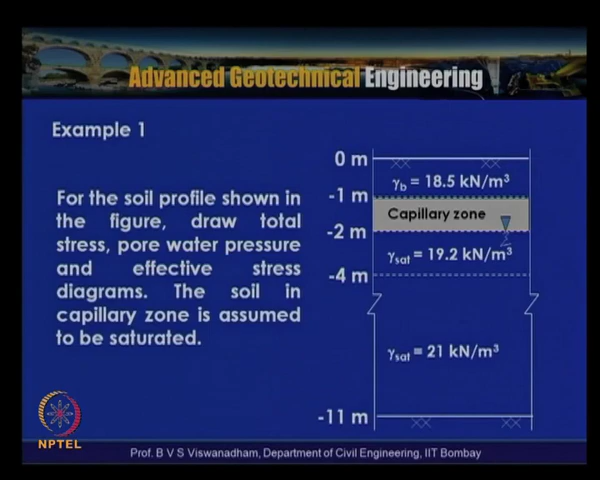 Advanced Geotechnical Engineering
Example 1
For the soil profile shown in
the figure, draw total
stress, pore water pressure
and effective stress
diagrams. The soil in
capillary zone is assumed
to be saturated.
0 m
γb = 18.5 kN/m³
-1 m
Capillary zone
-2 m
γsat = 19.2 kN/m³
-4 m
γsat = 21 kN/m³
-11 m
NPTEL
Prof. B V S Viswanadham, Department of Civil Engineering, IIT Bombay